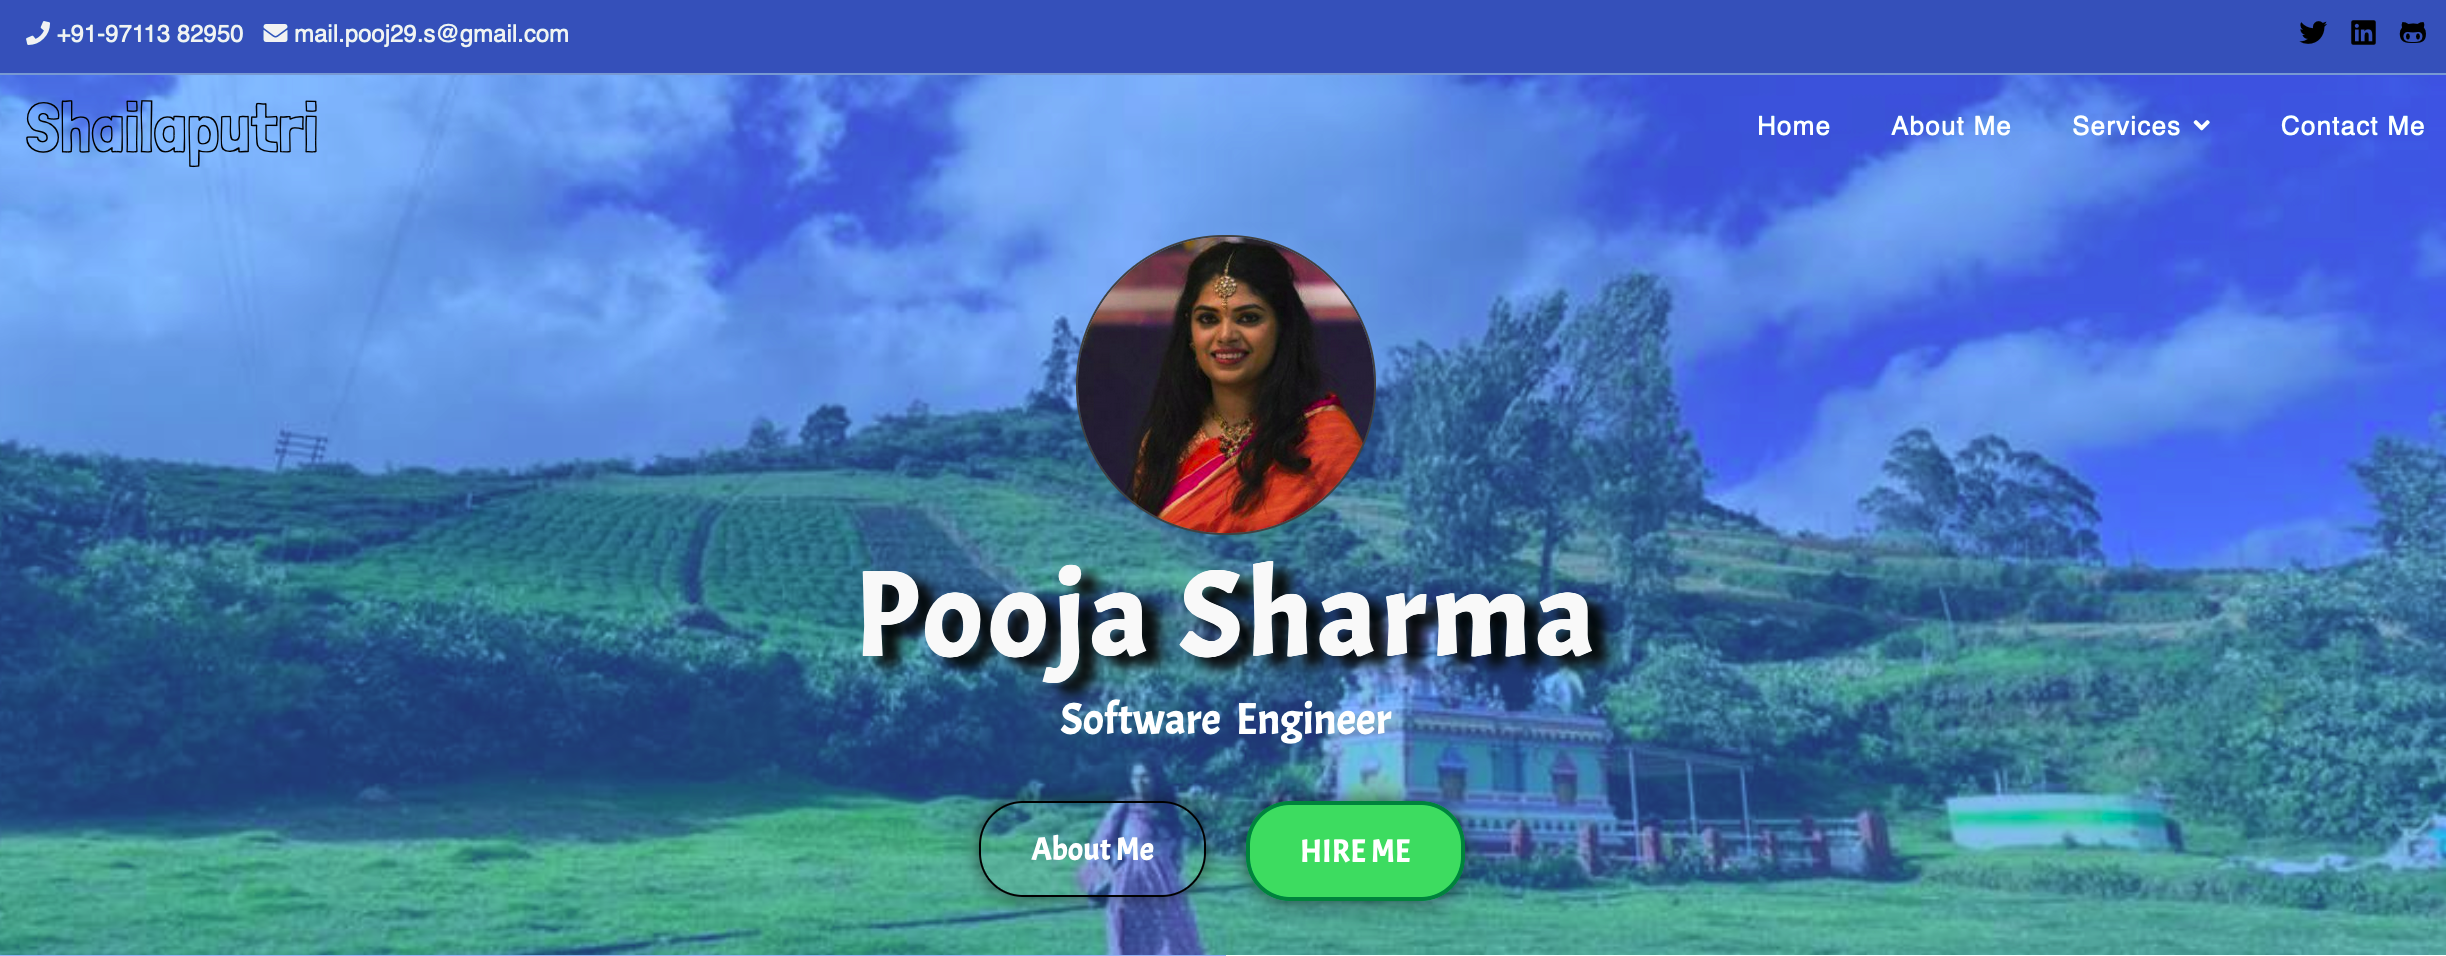 +91-97113 82950 mail.pooj29.s@gmail.com
Shailaputri
Home About Me Services Contact Me
Pooja Sharma
Software Engineer
About Me HIRE ME